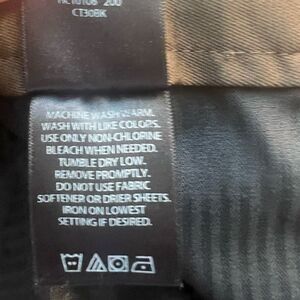 200
CT30BK
MACHINE WASH WARM.
WASH WITH LIKE COLORS.
USE ONLY NON-CHLORINE
BLEACH WHEN NEEDED.
TUMBLE DRY LOW.
REMOVE PROMPTLY.
DO NOT USE FABRIC
SOFTENER OR DRIER SHEETS.
IRON ON LOWEST
SETTING IF DESIRED.